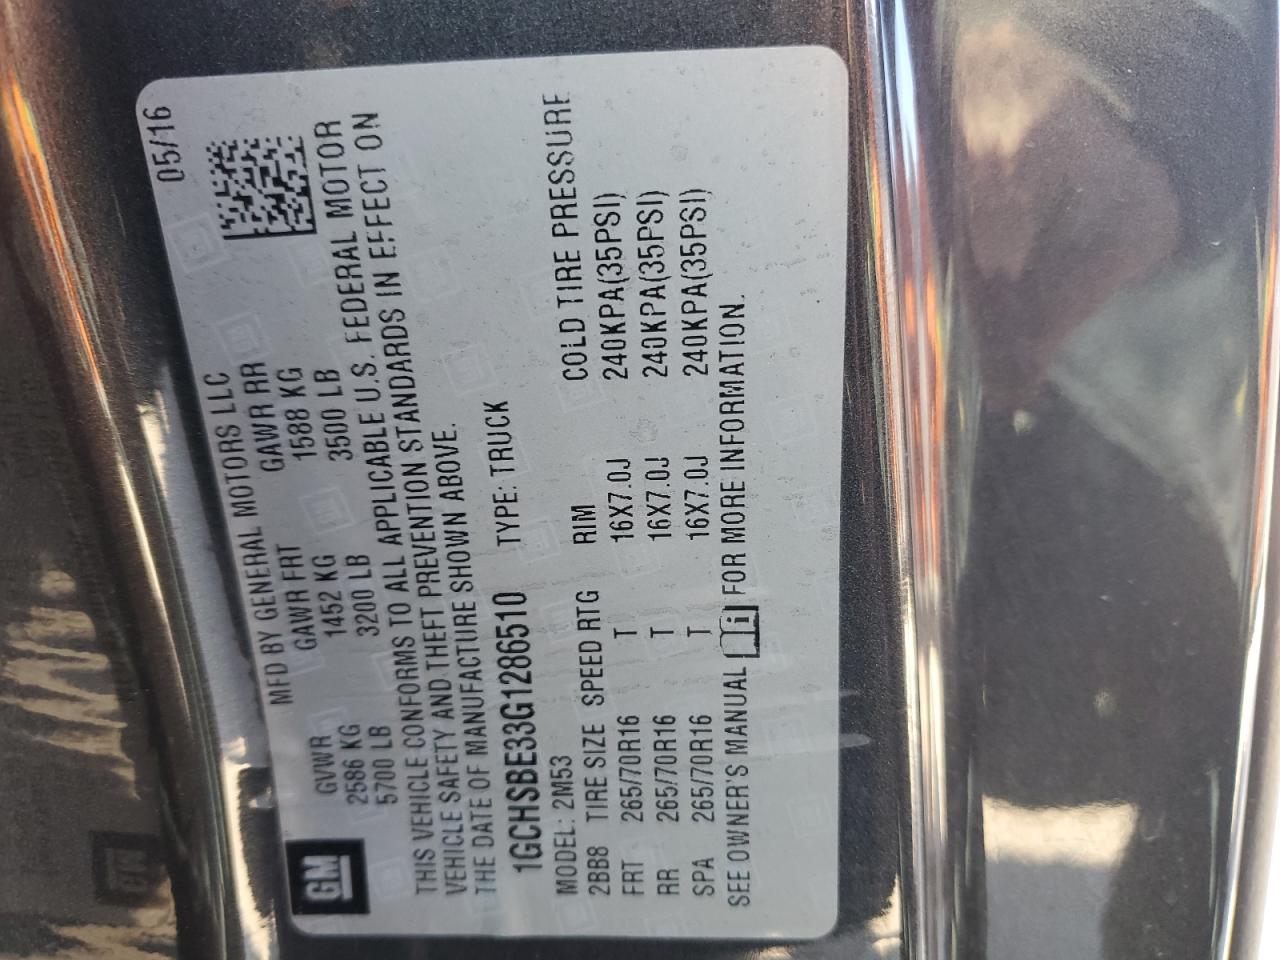 GM
05/16
MFD BY GENERAL MOTORS LLC
GVWR GAWR FRT GAWR RR
2586 KG 1452 KG 1588 KG
5700 LB 3200 LB 3500 LB
THIS VEHICLE CONFORMS TO ALL APPLICABLE U.S. FEDERAL MOTOR
VEHICLE SAFETY AND THEFT PREVENTION STANDARDS IN EFFECT ON
THE DATE OF MANUFACTURE SHOWN ABOVE.
1GCHSBE33G1286510 TYPE: TRUCK
MODEL: 2M53
2BB8 TIRE SIZE SPEED RTG RIM COLD TIRE PRESSURE
FRT 265/70R16 T 16X7.0J 240KPA(35PSI)
RR 265/70R16 T 16X7.0J 240KPA(35PSI)
SPA 265/70R16 T 16X7.0J 240KPA(35PSI)
SEE OWNER'S MANUAL i FOR MORE INFORMATION.